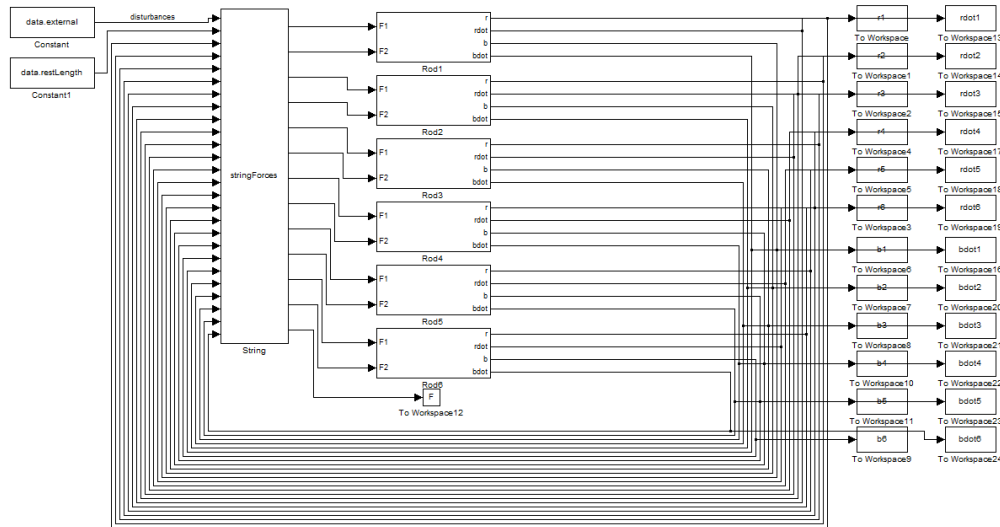 data.external
Constant
disturbances
data.restLength
Constant1
stringForces
String
F1
F2
r
rdot
b
bdot
Rod1
F1
F2
r
rdot
b
bdot
Rod2
F1
F2
r
rdot
b
bdot
Rod3
F1
F2
r
rdot
b
bdot
Rod4
F1
F2
r
rdot
b
bdot
Rod5
F1
F2
r
rdot
b
bdot
Rod6
F
To Workspace12
r1
To Workspace
rdot1
To Workspace13
r2
To Workspace1
rdot2
To Workspace14
r3
To Workspace2
rdot3
To Workspace15
r4
To Workspace4
rdot4
To Workspace17
r5
To Workspace5
rdot5
To Workspace18
r6
To Workspace3
rdot6
To Workspace19
b1
To Workspace6
bdot1
To Workspace16
b2
To Workspace7
bdot2
To Workspace20
b3
To Workspace8
bdot3
To Workspace21
b4
To Workspace10
bdot4
To Workspace22
b5
To Workspace11
bdot5
To Workspace23
b6
To Workspace9
bdot6
To Workspace24